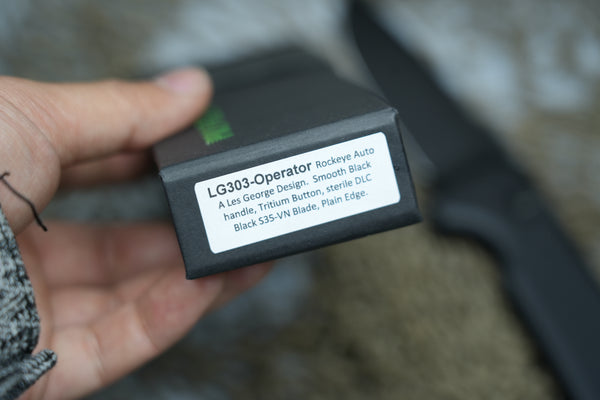 LG303-Operator Rockeye Auto
A Les George Design. Smooth Black
handle, Tritium Button, sterile DLC
Black S35-VN Blade, Plain Edge.